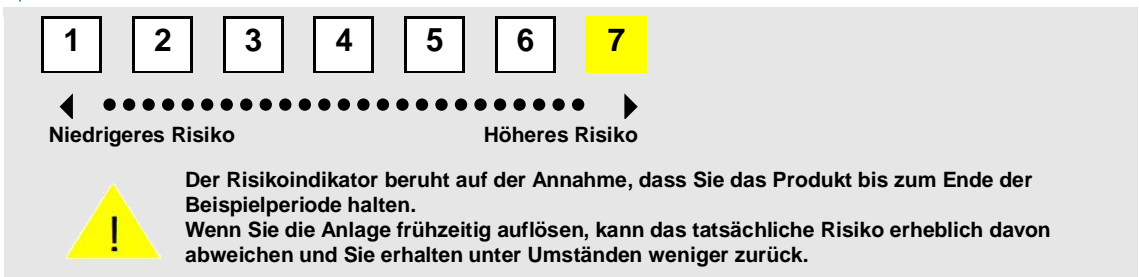 1 2 3 4 5 6 7
Niedrigeres Risiko Höheres Risiko
Der Risikoindikator beruht auf der Annahme, dass Sie das Produkt bis zum Ende der
Beispielperiode halten.
!
Wenn Sie die Anlage frühzeitig auflösen, kann das tatsächliche Risiko erheblich davon
abweichen und Sie erhalten unter Umständen weniger zurück.